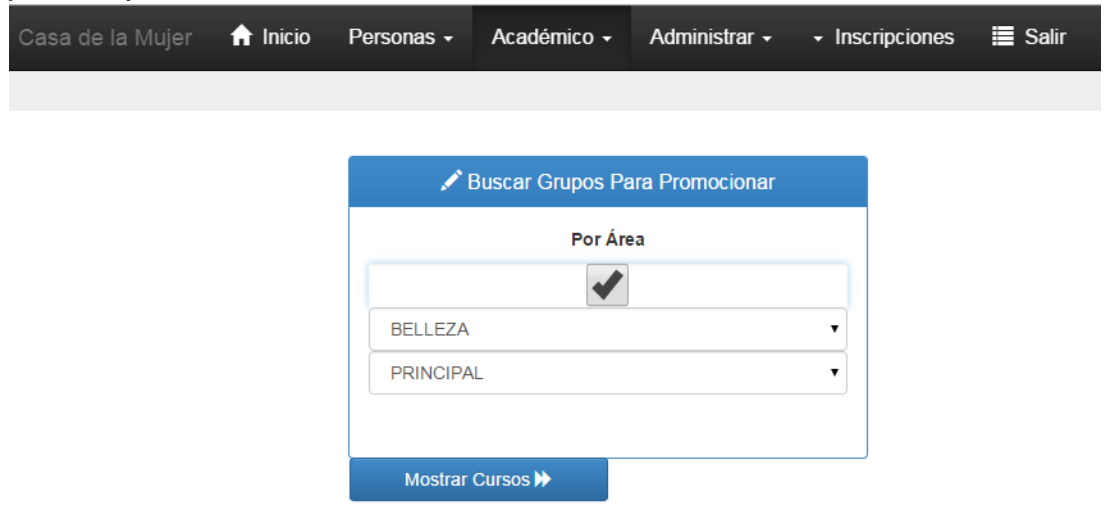 Casa de la Mujer Inicio Personas Académico Administrar Inscripciones Salir
Buscar Grupos Para Promocionar
Por Área
BELLEZA
PRINCIPAL
Mostrar Cursos